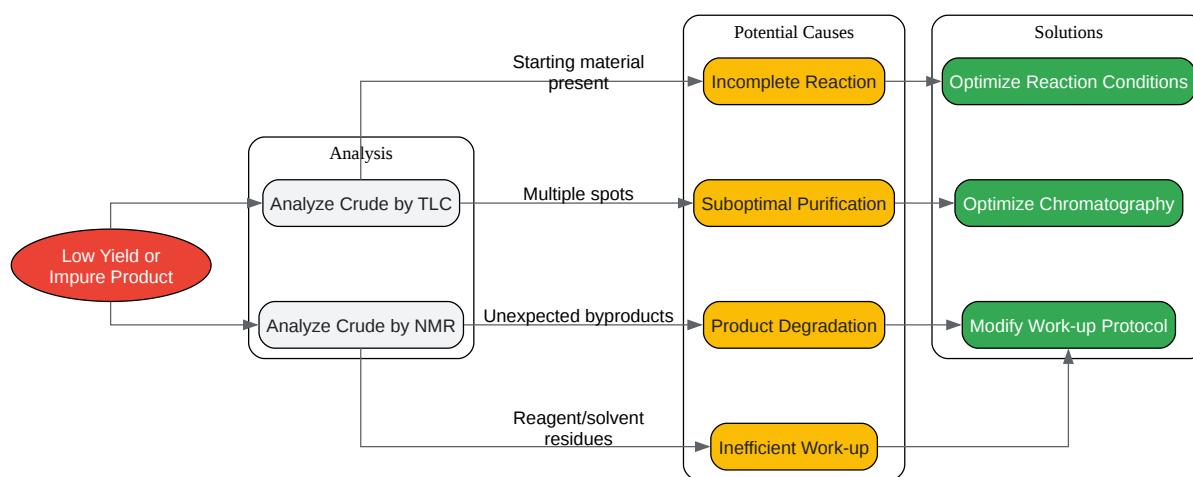 Potential Causes
Solutions
Starting material
present
Incomplete Reaction
Optimize Reaction Conditions
Analysis
Analyze Crude by TLC
Multiple spots
Suboptimal Purification
Optimize Chromatography
Low Yield or
Impure Product
Analyze Crude by NMR
Unexpected byproducts
Product Degradation
Modify Work-up Protocol
Reagent/solvent
residues
Inefficient Work-up